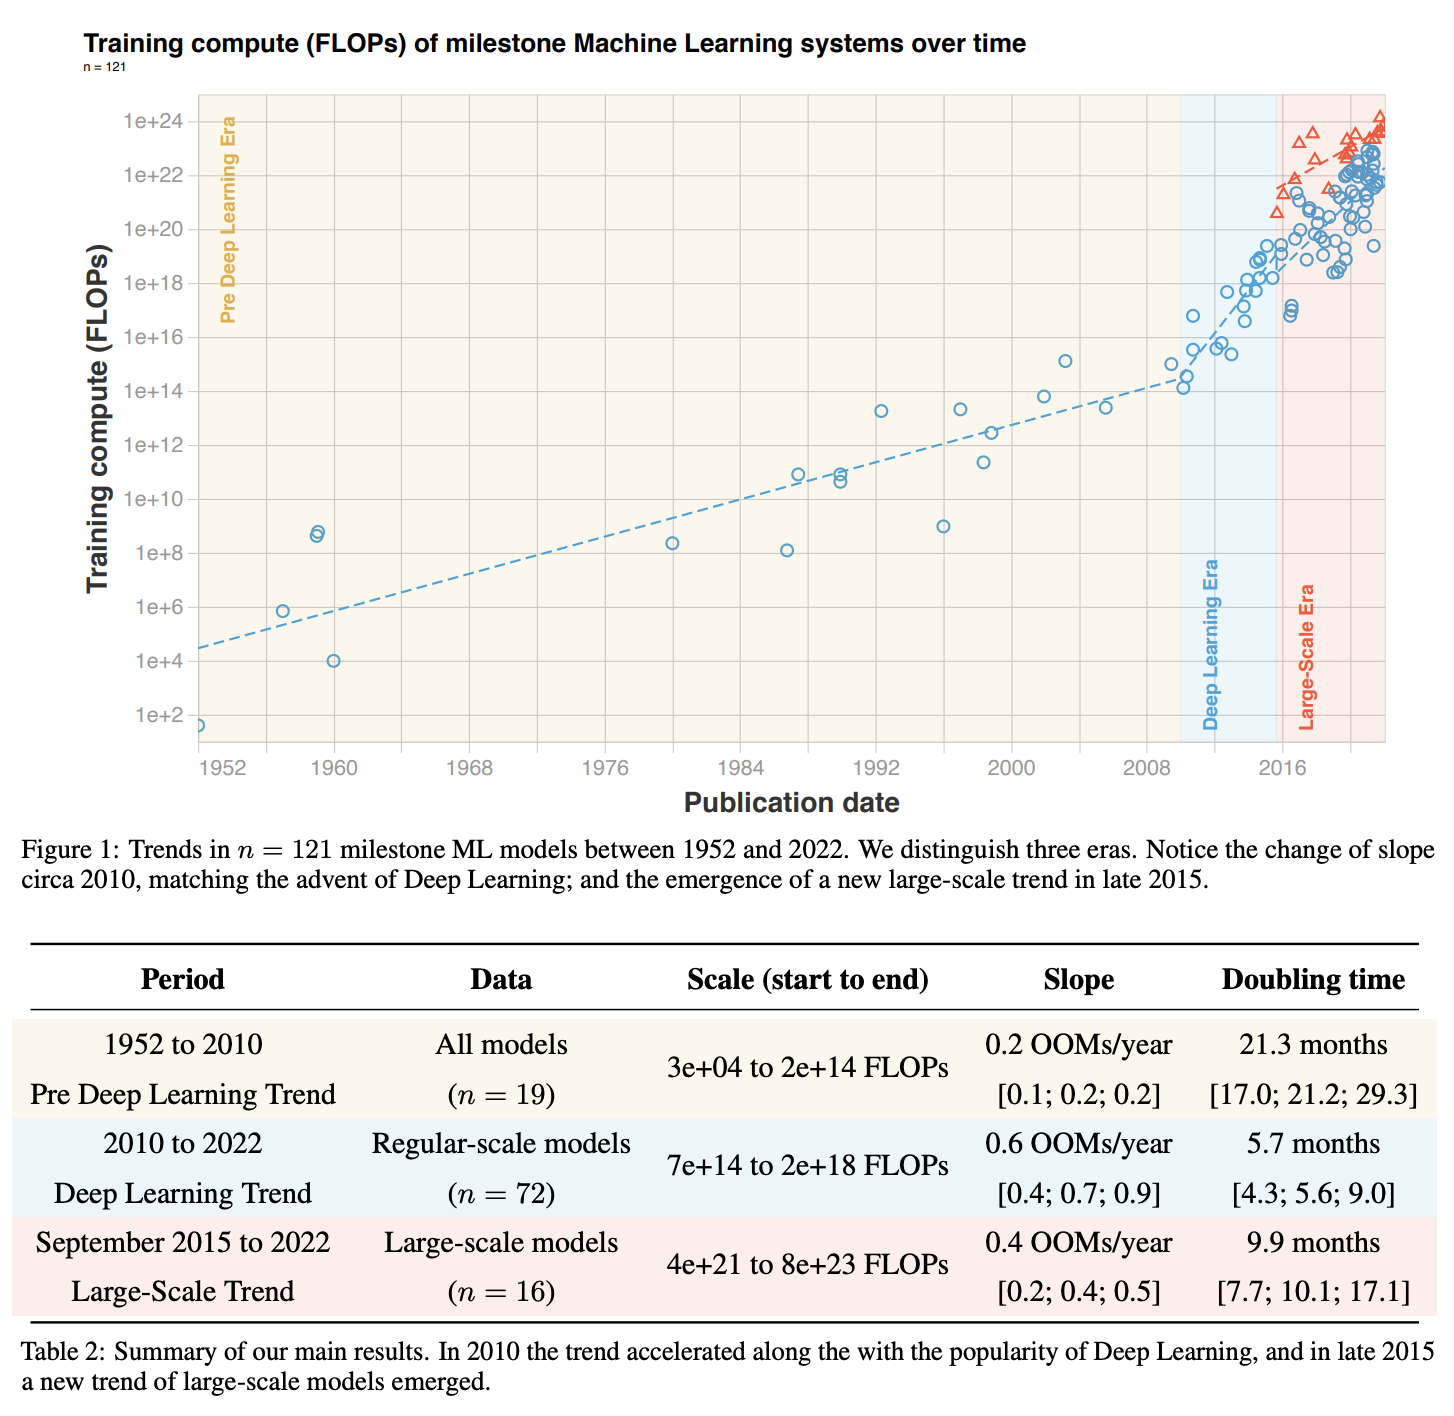 Training compute (FLOPs) of milestone Machine Learning systems over time
n = 121
Training compute (FLOPs)
1e+24
1e+22
1e+20
1e+18
1e+16
1e+14
1e+12
1e+10
1e+8
1e+6
1e+4
1e+2
Pre Deep Learning Era
Deep Learning Era
Large-Scale Era
1952 1960 1968 1976 1984 1992 2000 2008 2016
Publication date
Figure 1: Trends in n = 121 milestone ML models between 1952 and 2022. We distinguish three eras. Notice the change of slope
circa 2010, matching the advent of Deep Learning; and the emergence of a new large-scale trend in late 2015.
Period Data Scale (start to end) Slope Doubling time
1952 to 2010 All models 3e+04 to 2e+14 FLOPs 0.2 OOMs/year 21.3 months
Pre Deep Learning Trend (n = 19) [0.1; 0.2; 0.2] [17.0; 21.2; 29.3]
2010 to 2022 Regular-scale models 7e+14 to 2e+18 FLOPs 0.6 OOMs/year 5.7 months
Deep Learning Trend (n = 72) [0.4; 0.7; 0.9] [4.3; 5.6; 9.0]
September 2015 to 2022 Large-scale models 4e+21 to 8e+23 FLOPs 0.4 OOMs/year 9.9 months
Large-Scale Trend (n = 16) [0.2; 0.4; 0.5] [7.7; 10.1; 17.1]
Table 2: Summary of our main results. In 2010 the trend accelerated along the with the popularity of Deep Learning, and in late 2015
a new trend of large-scale models emerged.